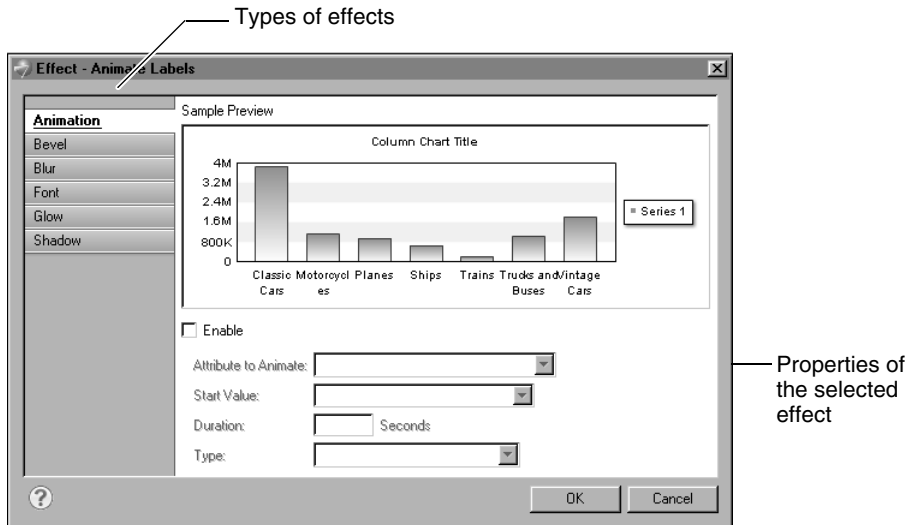 Types of effects
Effect - Animate Labels
Animation
Bevel
Blur
Font
Glow
Shadow
Sample Preview
Column Chart Title
4M
3.2M
2.4M
1.6M
800K
0
Classic Cars
Motorcycles
Planes
Ships
Trains
Trucks and Buses
Vintage Cars
Series 1
Enable
Attribute to Animate:
Start Value:
Duration:
Seconds
Type:
Properties of
the selected
effect
?
OK
Cancel